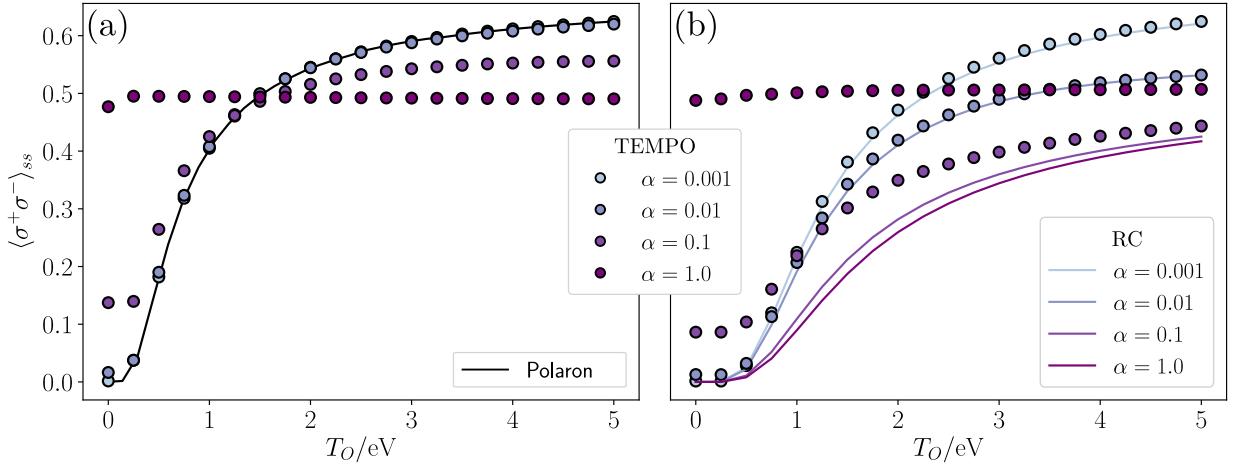 (a)
(b)
0.6
0.5
0.4
0.3
0.2
0.1
0.0
⟨σ⁺σ⁻⟩ss
TEMPO
α = 0.001
α = 0.01
α = 0.1
α = 1.0
Polaron
RC
α = 0.001
α = 0.01
α = 0.1
α = 1.0
0 1 2 3 4 5
0 1 2 3 4 5
T_O/eV
T_O/eV